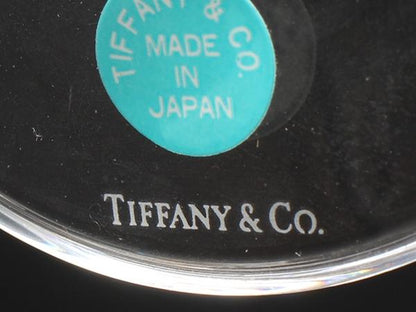 TIFFANY & CO.
MADE
IN
JAPAN
TIFFANY & CO.